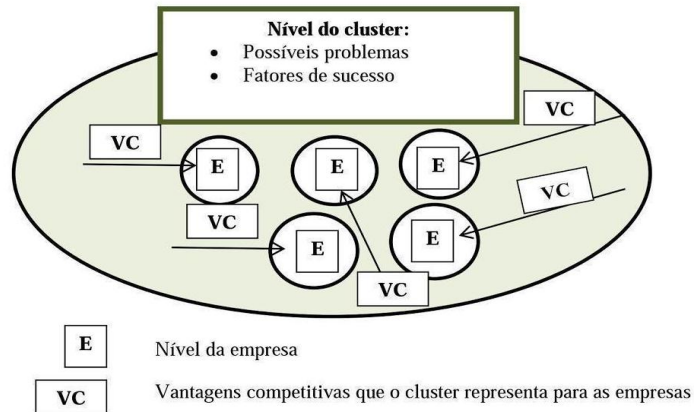 Nível do cluster:
• Possíveis problemas
• Fatores de sucesso
VC
VC
E
E
E
VC
VC
E
E
VC
E
Nível da empresa
VC
Vantagens competitivas que o cluster representa para as empresas